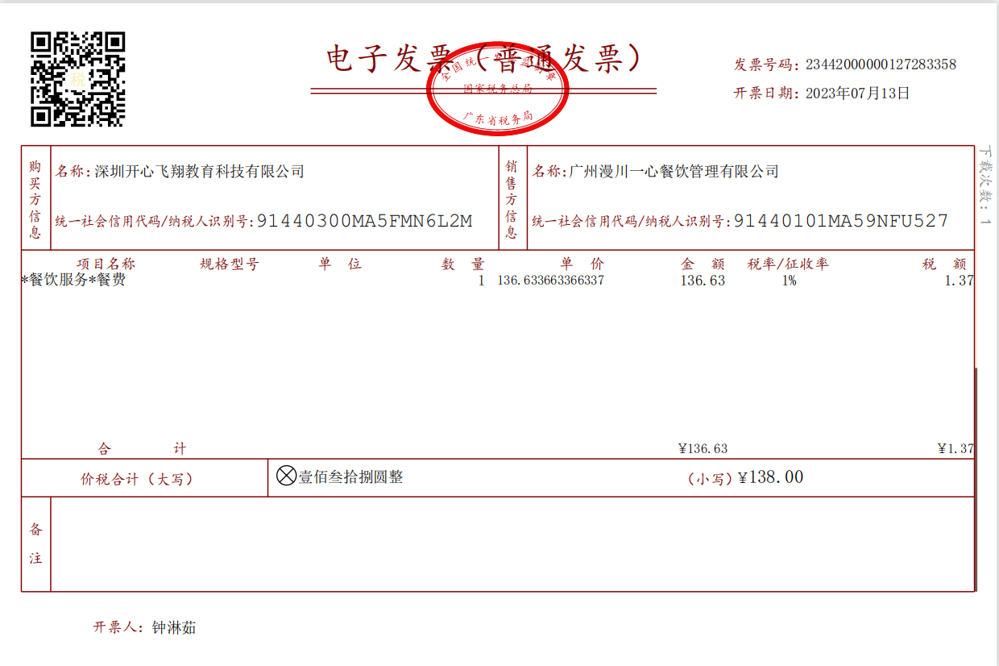 电子发票（普通发票）
全国统一发票监制章
国家税务总局
广东省税务局
税
发票号码：23442000000127283358
开票日期：2023年07月13日
下载次数：1
购买方信息
名称：深圳开心飞翔教育科技有限公司
统一社会信用代码/纳税人识别号：91440300MA5FMN6L2M
销售方信息
名称：广州漫川一心餐饮管理有限公司
统一社会信用代码/纳税人识别号：91440101MA59NFU527
项目名称 规格型号 单 位 数 量 单 价 金 额 税率/征收率 税 额
*餐饮服务*餐费 1 136.633663366337 136.63 1% 1.37
合 计 ¥136.63 ¥1.37
价税合计（大写） ⊗壹佰叁拾捌圆整 （小写）¥138.00
备注
开票人：钟淋茹